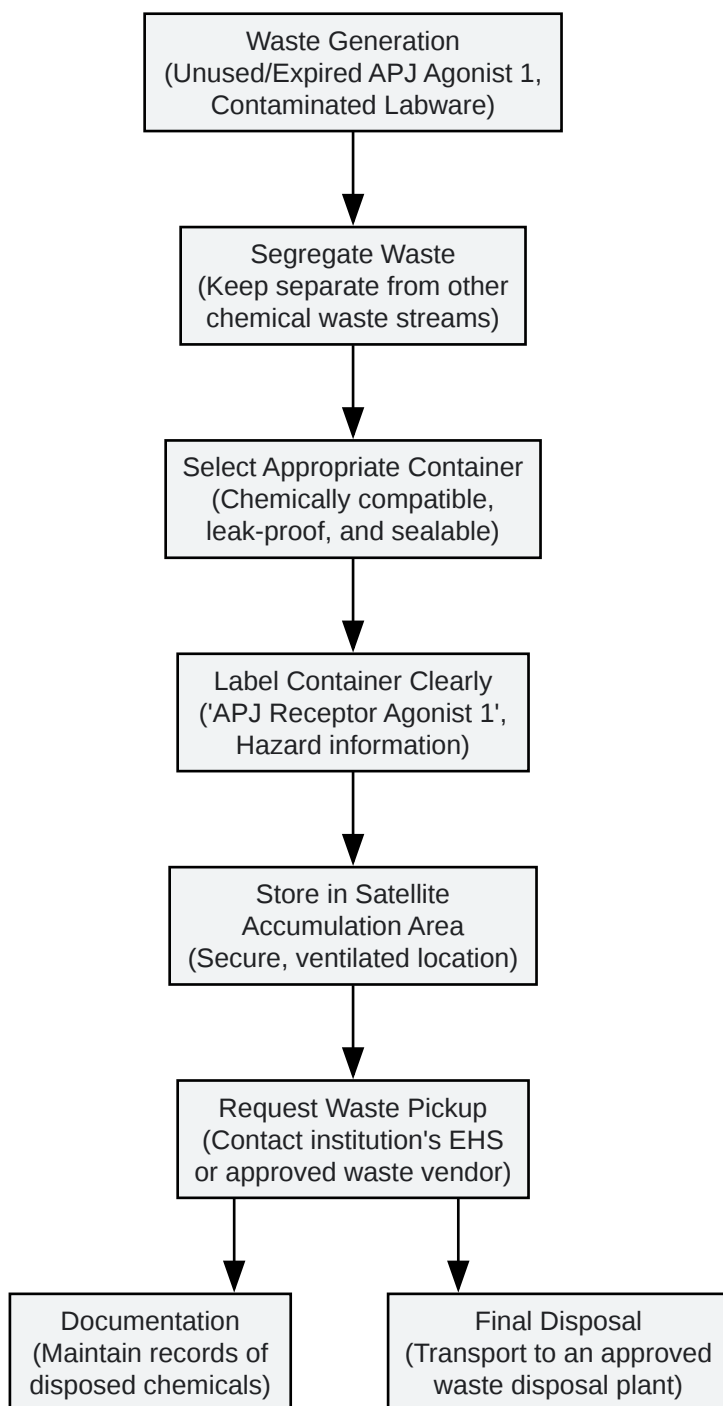 Waste Generation
(Unused/Expired APJ Agonist 1,
Contaminated Labware)
Segregate Waste
(Keep separate from other
chemical waste streams)
Select Appropriate Container
(Chemically compatible,
leak-proof, and sealable)
Label Container Clearly
('APJ Receptor Agonist 1',
Hazard information)
Store in Satellite
Accumulation Area
(Secure, ventilated location)
Request Waste Pickup
(Contact institution's EHS
or approved waste vendor)
Documentation
(Maintain records of
disposed chemicals)
Final Disposal
(Transport to an approved
waste disposal plant)